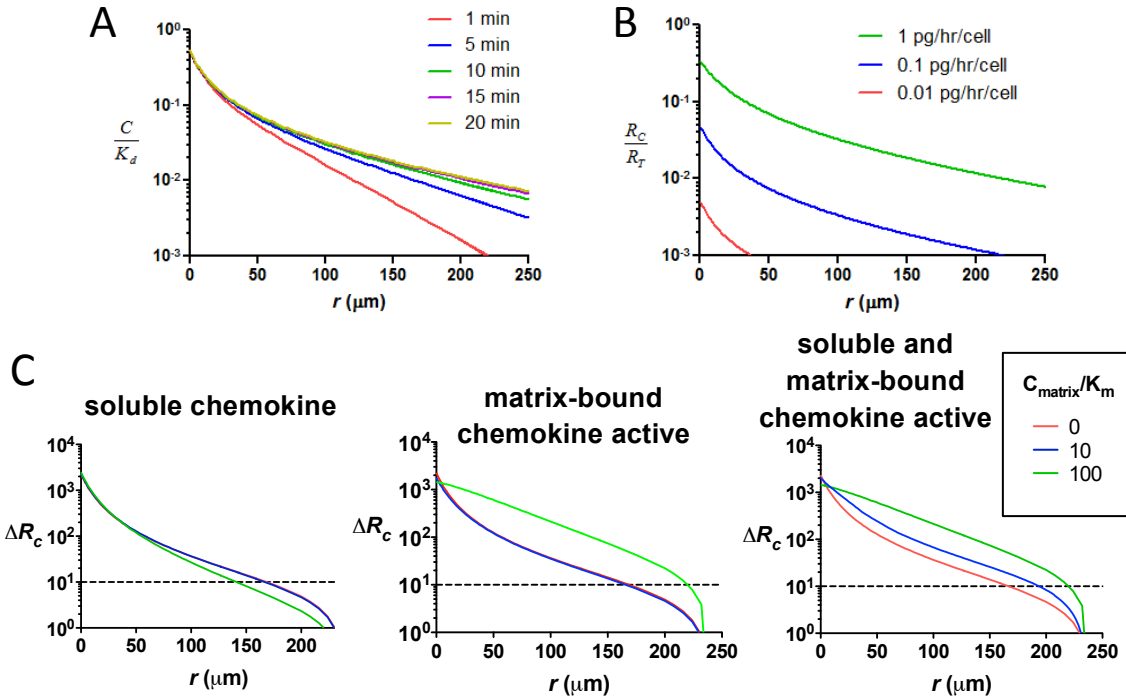 A
10⁰
10⁻¹
10⁻²
10⁻³
C
K_d
0 50 100 150 200 250
r (μm)
1 min
5 min
10 min
15 min
20 min
B
10⁰
10⁻¹
10⁻²
10⁻³
R_C
R_T
0 50 100 150 200 250
r (μm)
1 pg/hr/cell
0.1 pg/hr/cell
0.01 pg/hr/cell
C
soluble chemokine
10⁴
10³
10²
10¹
10⁰
ΔR_c
0 50 100 150 200
r (μm)
matrix-bound
chemokine active
10⁴
10³
10²
10¹
10⁰
ΔR_c
0 50 100 150 200 250
r (μm)
soluble and
matrix-bound
chemokine active
10⁴
10³
10²
10¹
10⁰
ΔR_c
0 50 100 150 200 250
r (μm)
C_matrix/K_m
0
10
100